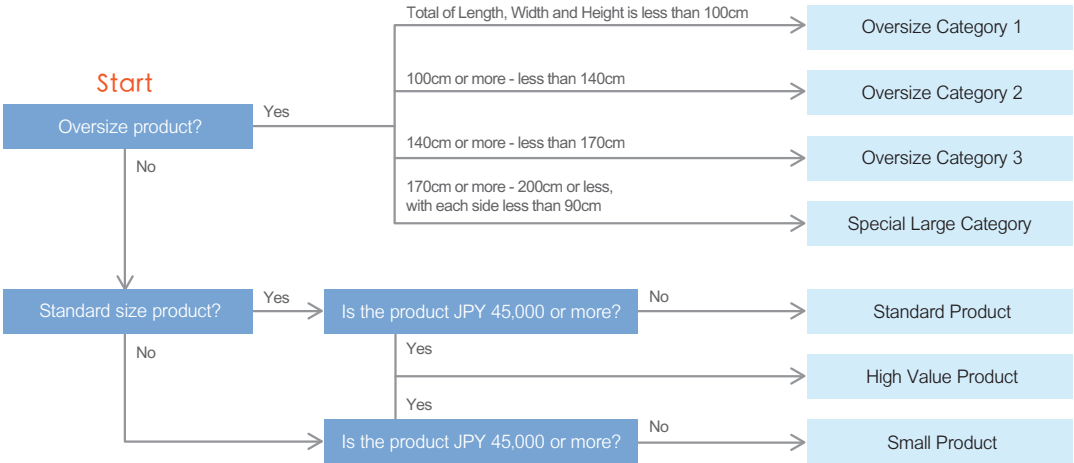 Total of Length, Width and Height is less than 100cm
Oversize Category 1
Start
100cm or more - less than 140cm
Oversize Category 2
Oversize product?
Yes
140cm or more - less than 170cm
Oversize Category 3
No
170cm or more - 200cm or less,
with each side less than 90cm
Special Large Category
Standard size product?
Yes
Is the product JPY 45,000 or more?
No
Standard Product
No
Yes
High Value Product
Yes
Is the product JPY 45,000 or more?
No
Small Product